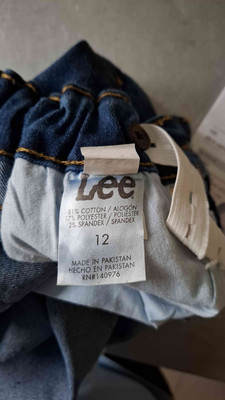 Lee
81% COTTON / ALGODÓN
17% POLYESTER / POLIESTER
2% SPANDEX / SPANDEX
12
MADE IN PAKISTAN
HECHO EN PAKISTAN
RN#140976